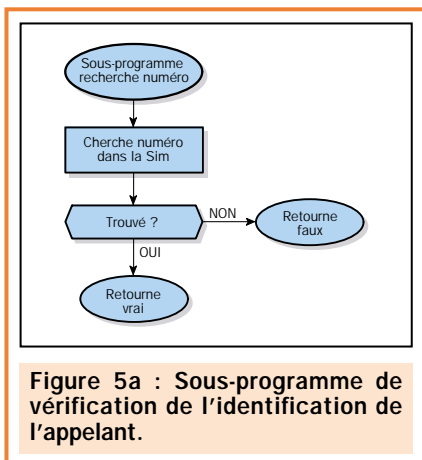 Sous-programme
recherche numéro
Cherche numéro
dans la Sim
Trouvé ?
NON
Retourne
faux
OUI
Retourne
vrai
Figure 5a : Sous-programme de
vérification de l'identification de
l'appelant.